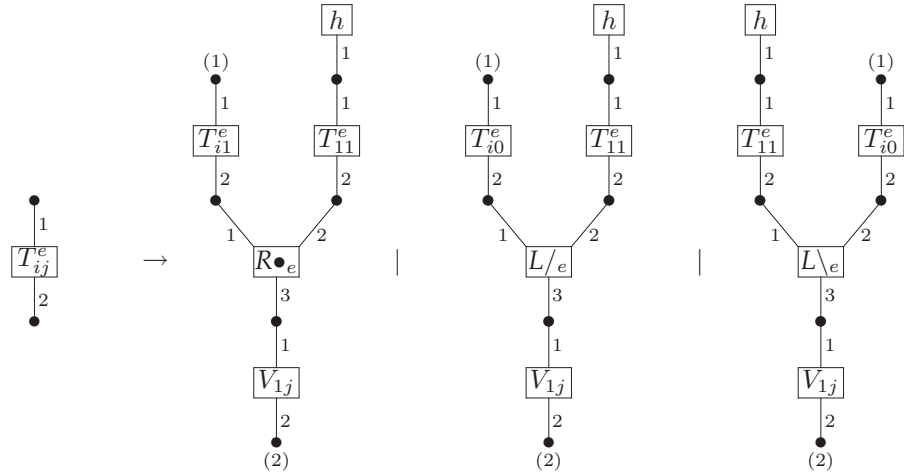 h h h
(1) 1 (1) 1 1 (1)
1 1 1 1 1 1
T^e_{i1} T^e_{11} T^e_{i0} T^e_{11} T^e_{11} T^e_{i0}
2 2 2 2 2 2
1 1 2 1 2 1 2
T^e_{ij} → R●_e | L/_e | L\_e
2 3 3 3
1 1 1
V_{1j} V_{1j} V_{1j}
2 2 2
(2) (2) (2)